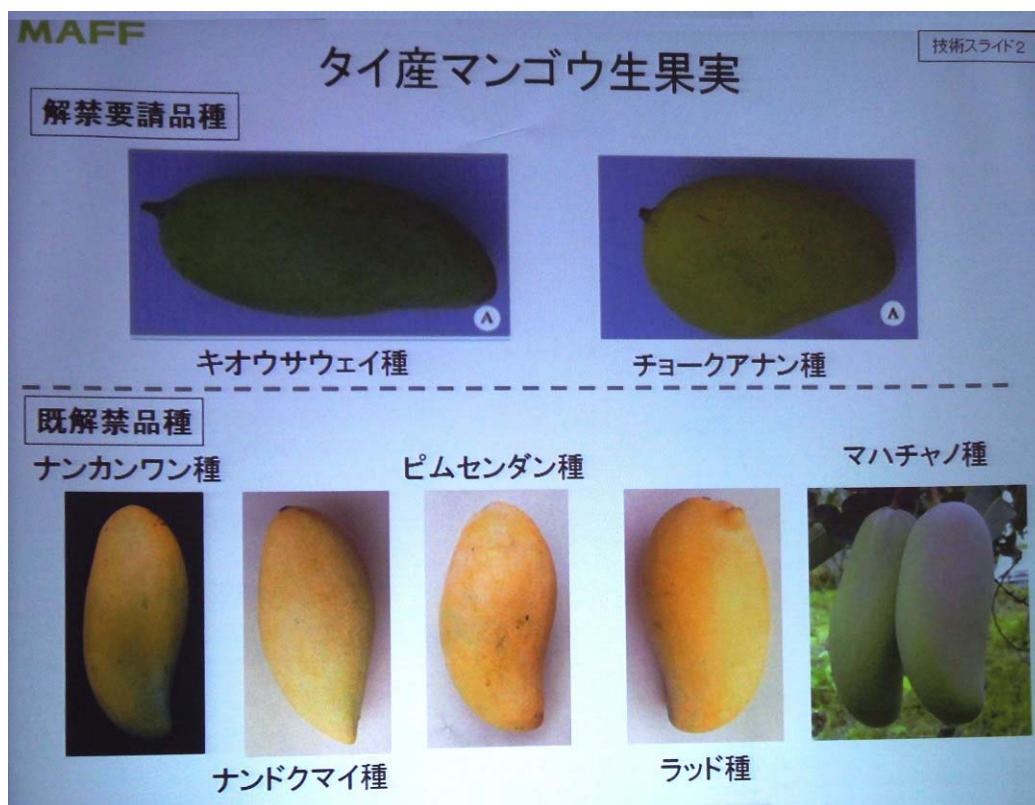 MAFF
技術スライド2
タイ産マンゴウ生果実
解禁要請品種
A
A
キオウサウェイ種
チョークアナン種
既解禁品種
ナンカンワン種
ピムセンダン種
マハチャノ種
ナンドクマイ種
ラッド種